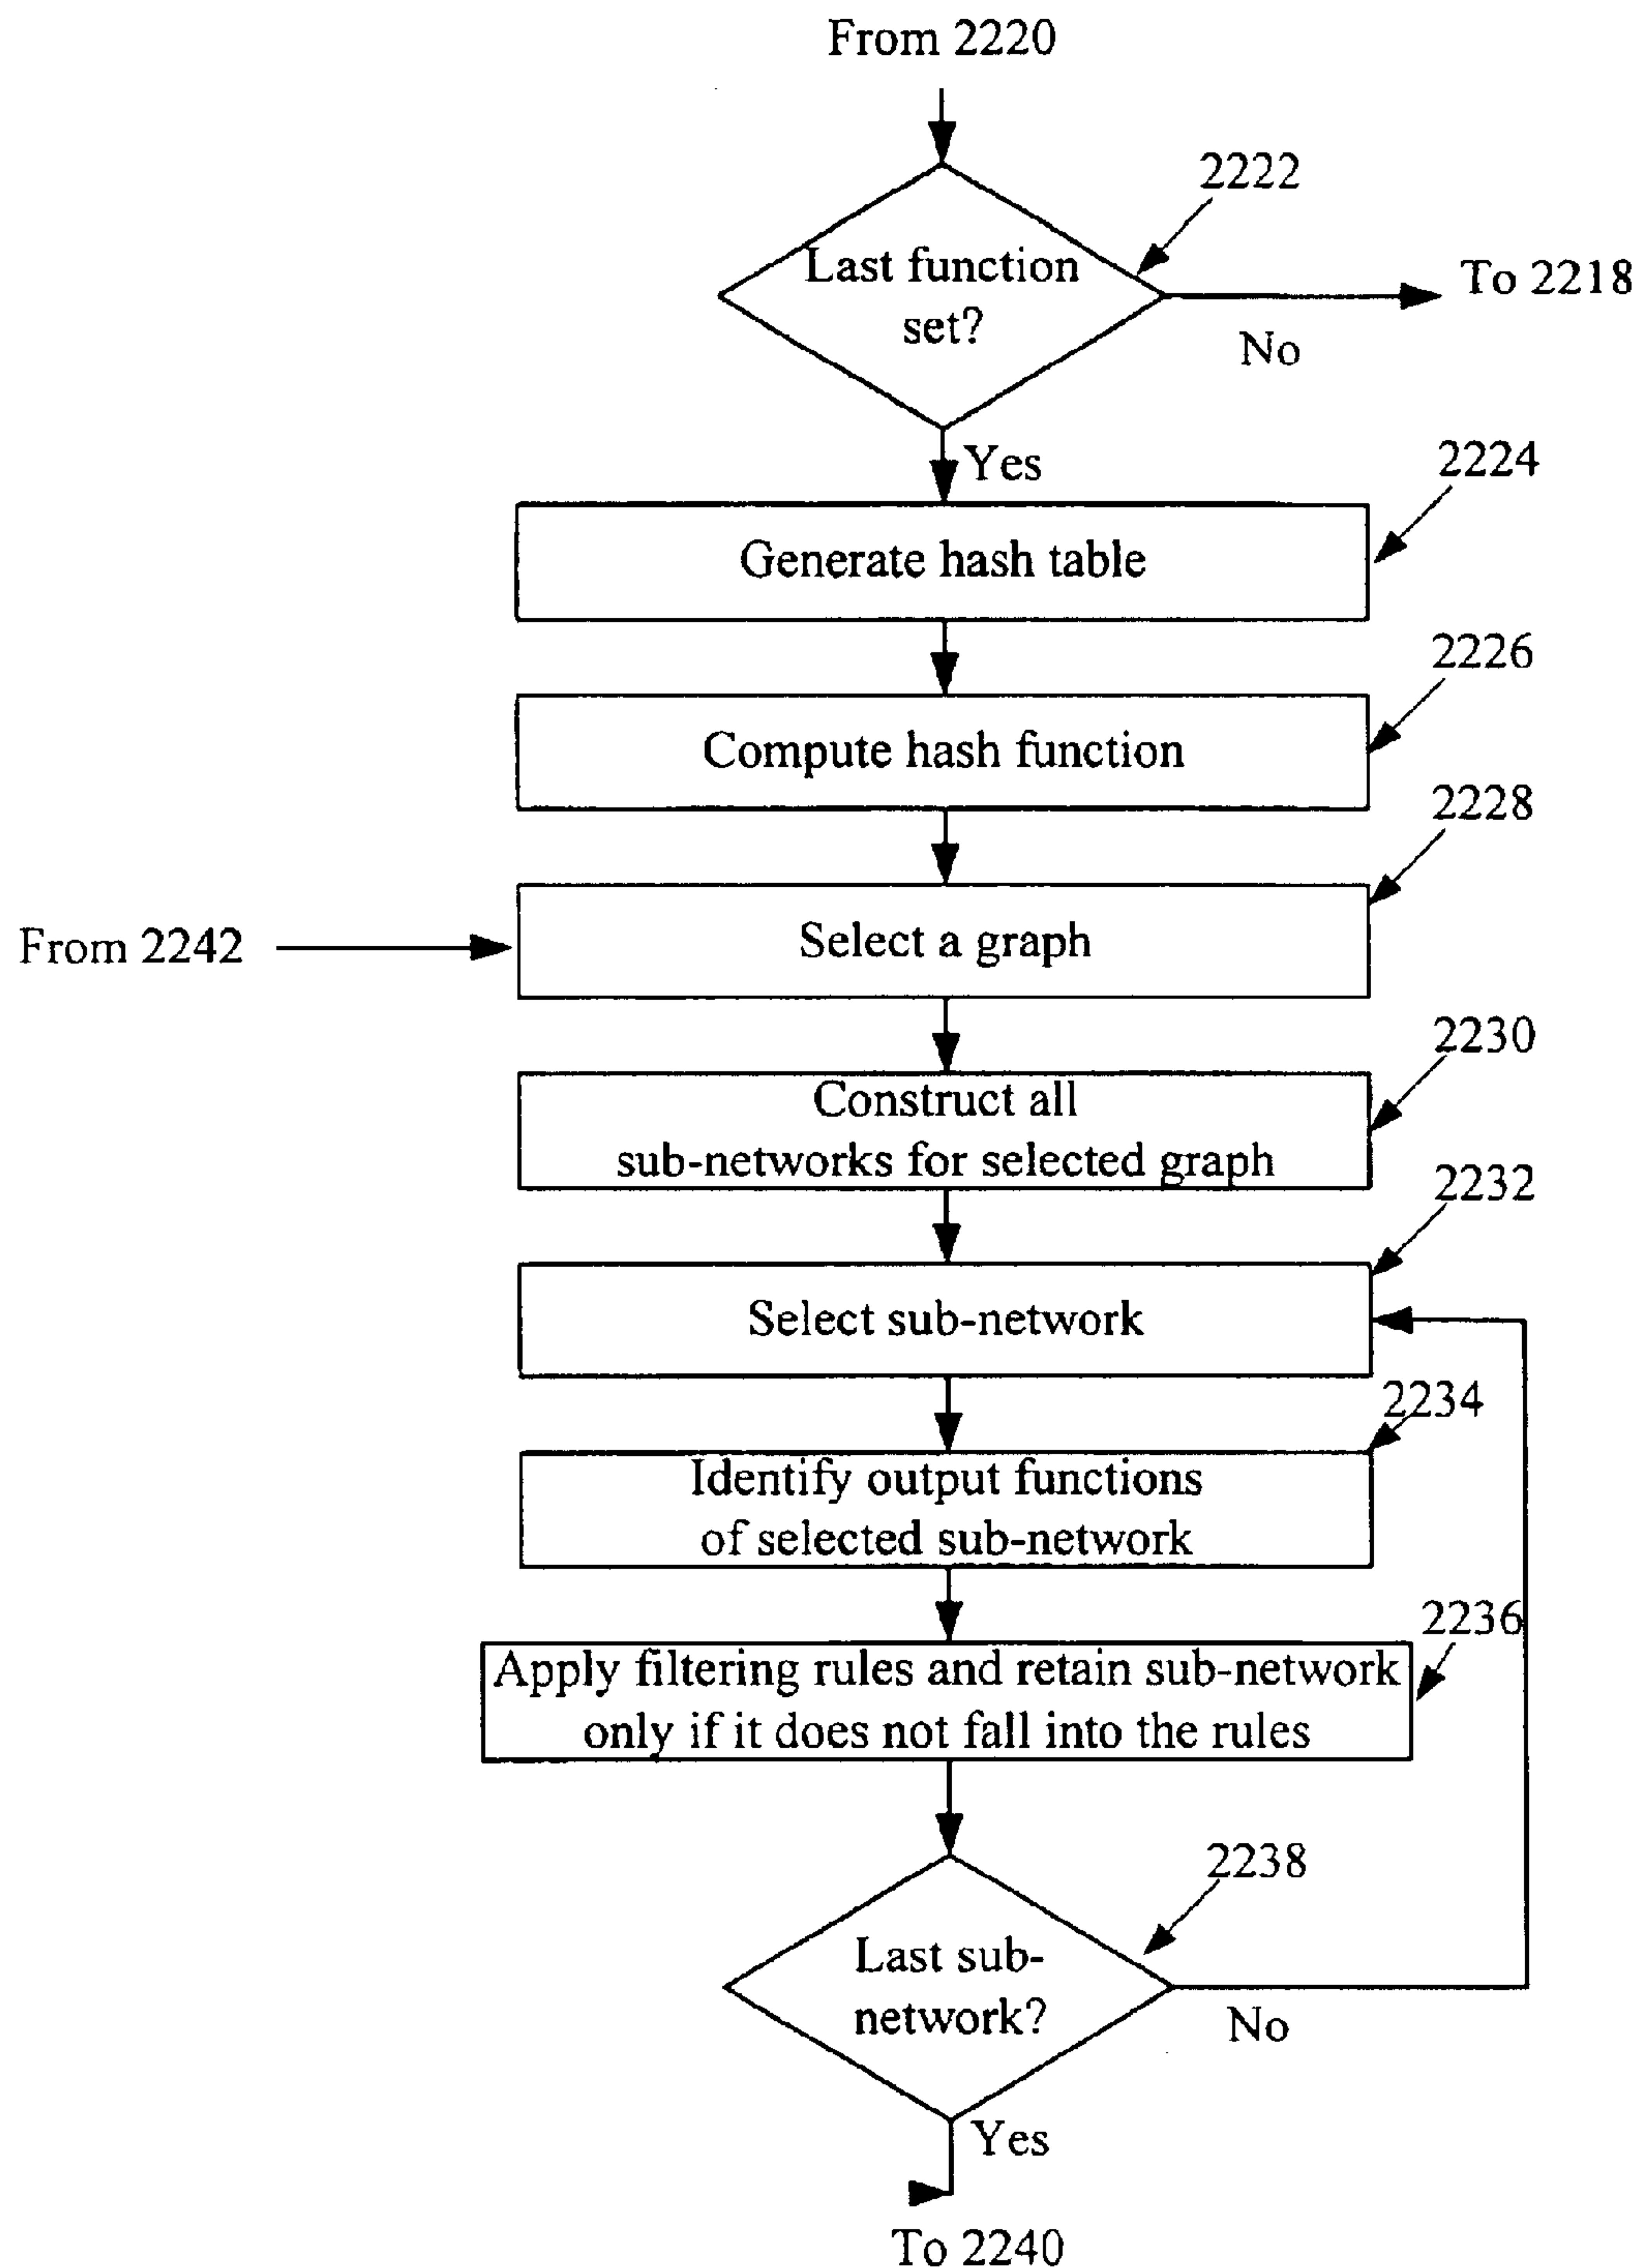 From 2220
2222
Last function
set?
To 2218
No
Yes
2224
Generate hash table
2226
Compute hash function
2228
From 2242
Select a graph
2230
Construct all
sub-networks for selected graph
2232
Select sub-network
2234
Identify output functions
of selected sub-network
2236
Apply filtering rules and retain sub-network
only if it does not fall into the rules
2238
Last sub-
network?
No
Yes
To 2240